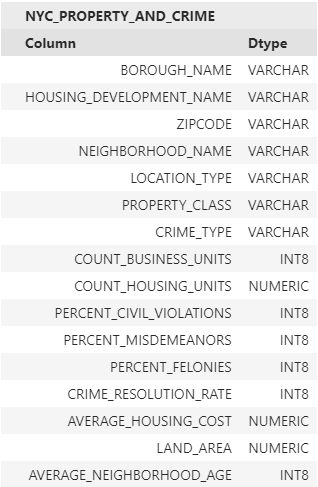 NYC_PROPERTY_AND_CRIME
Column Dtype
BOROUGH_NAME VARCHAR
HOUSING_DEVELOPMENT_NAME VARCHAR
ZIPCODE VARCHAR
NEIGHBORHOOD_NAME VARCHAR
LOCATION_TYPE VARCHAR
PROPERTY_CLASS VARCHAR
CRIME_TYPE VARCHAR
COUNT_BUSINESS_UNITS INT8
COUNT_HOUSING_UNITS NUMERIC
PERCENT_CIVIL_VIOLATIONS INT8
PERCENT_MISDEMEANORS INT8
PERCENT_FELONIES INT8
CRIME_RESOLUTION_RATE INT8
AVERAGE_HOUSING_COST NUMERIC
LAND_AREA NUMERIC
AVERAGE_NEIGHBORHOOD_AGE INT8